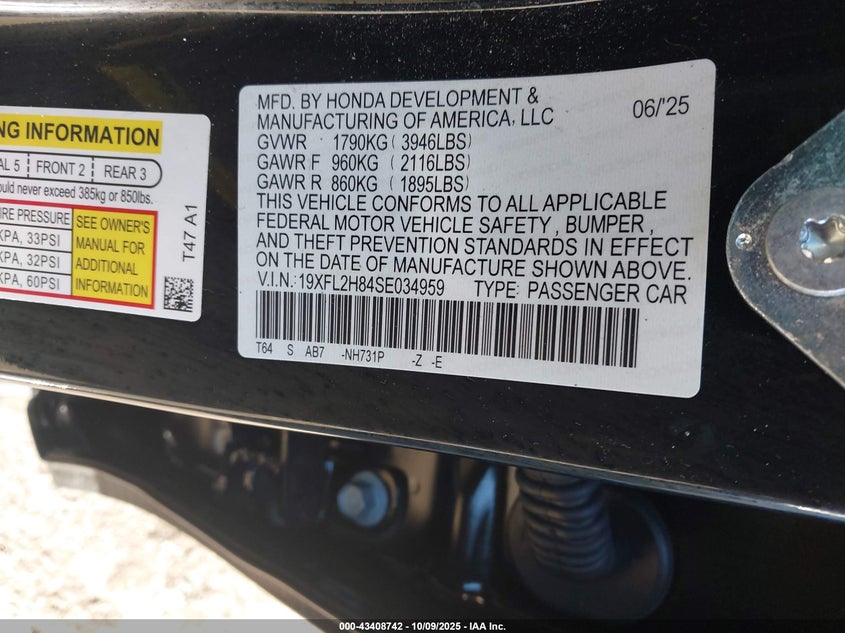 NG INFORMATION
AL 5 FRONT 2 REAR 3
ould never exceed 385kg or 850lbs.
IRE PRESSURE
KPA, 33PSI
KPA, 32PSI
KPA, 60PSI
SEE OWNER'S
MANUAL FOR
ADDITIONAL
INFORMATION
T47 A1
MFD. BY HONDA DEVELOPMENT &
MANUFACTURING OF AMERICA, LLC
06/'25
GVWR 1790KG (3946LBS)
GAWR F 960KG (2116LBS)
GAWR R 860KG (1895LBS)
THIS VEHICLE CONFORMS TO ALL APPLICABLE
FEDERAL MOTOR VEHICLE SAFETY, BUMPER,
AND THEFT PREVENTION STANDARDS IN EFFECT
ON THE DATE OF MANUFACTURE SHOWN ABOVE.
V.I.N.: 19XFL2H84SE034959 TYPE: PASSENGER CAR
T64 S AB7 -NH731P -Z -E
000-43408742 - 10/09/2025 - IAA Inc.